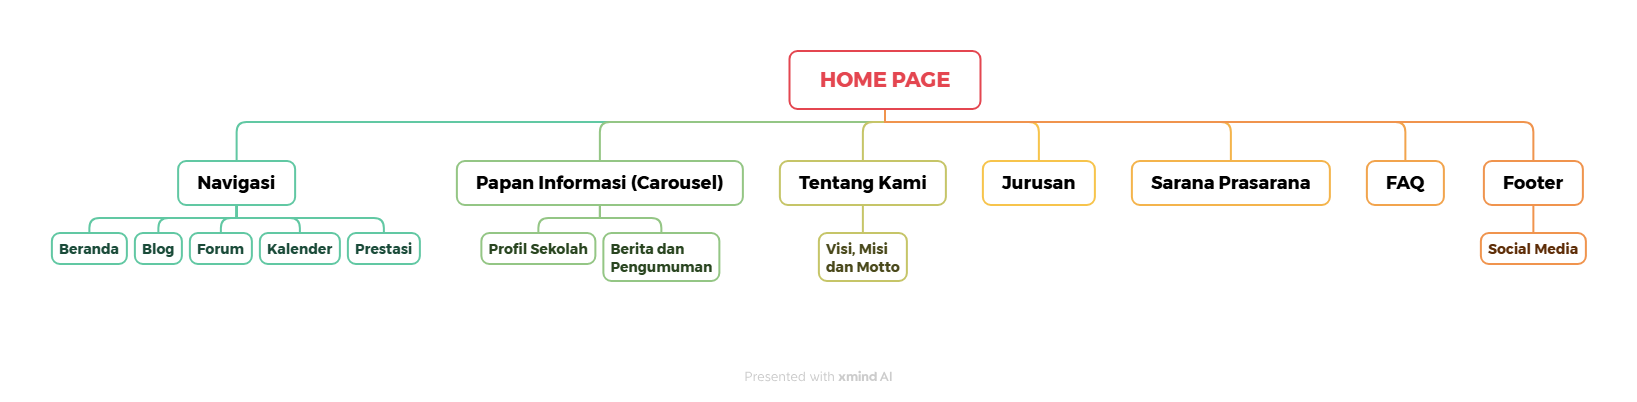 HOME PAGE
Navigasi
Papan Informasi (Carousel)
Tentang Kami
Jurusan
Sarana Prasarana
FAQ
Footer
Beranda
Blog
Forum
Kalender
Prestasi
Profil Sekolah
Berita dan
Pengumuman
Visi, Misi
dan Motto
Social Media
Presented with xmind AI